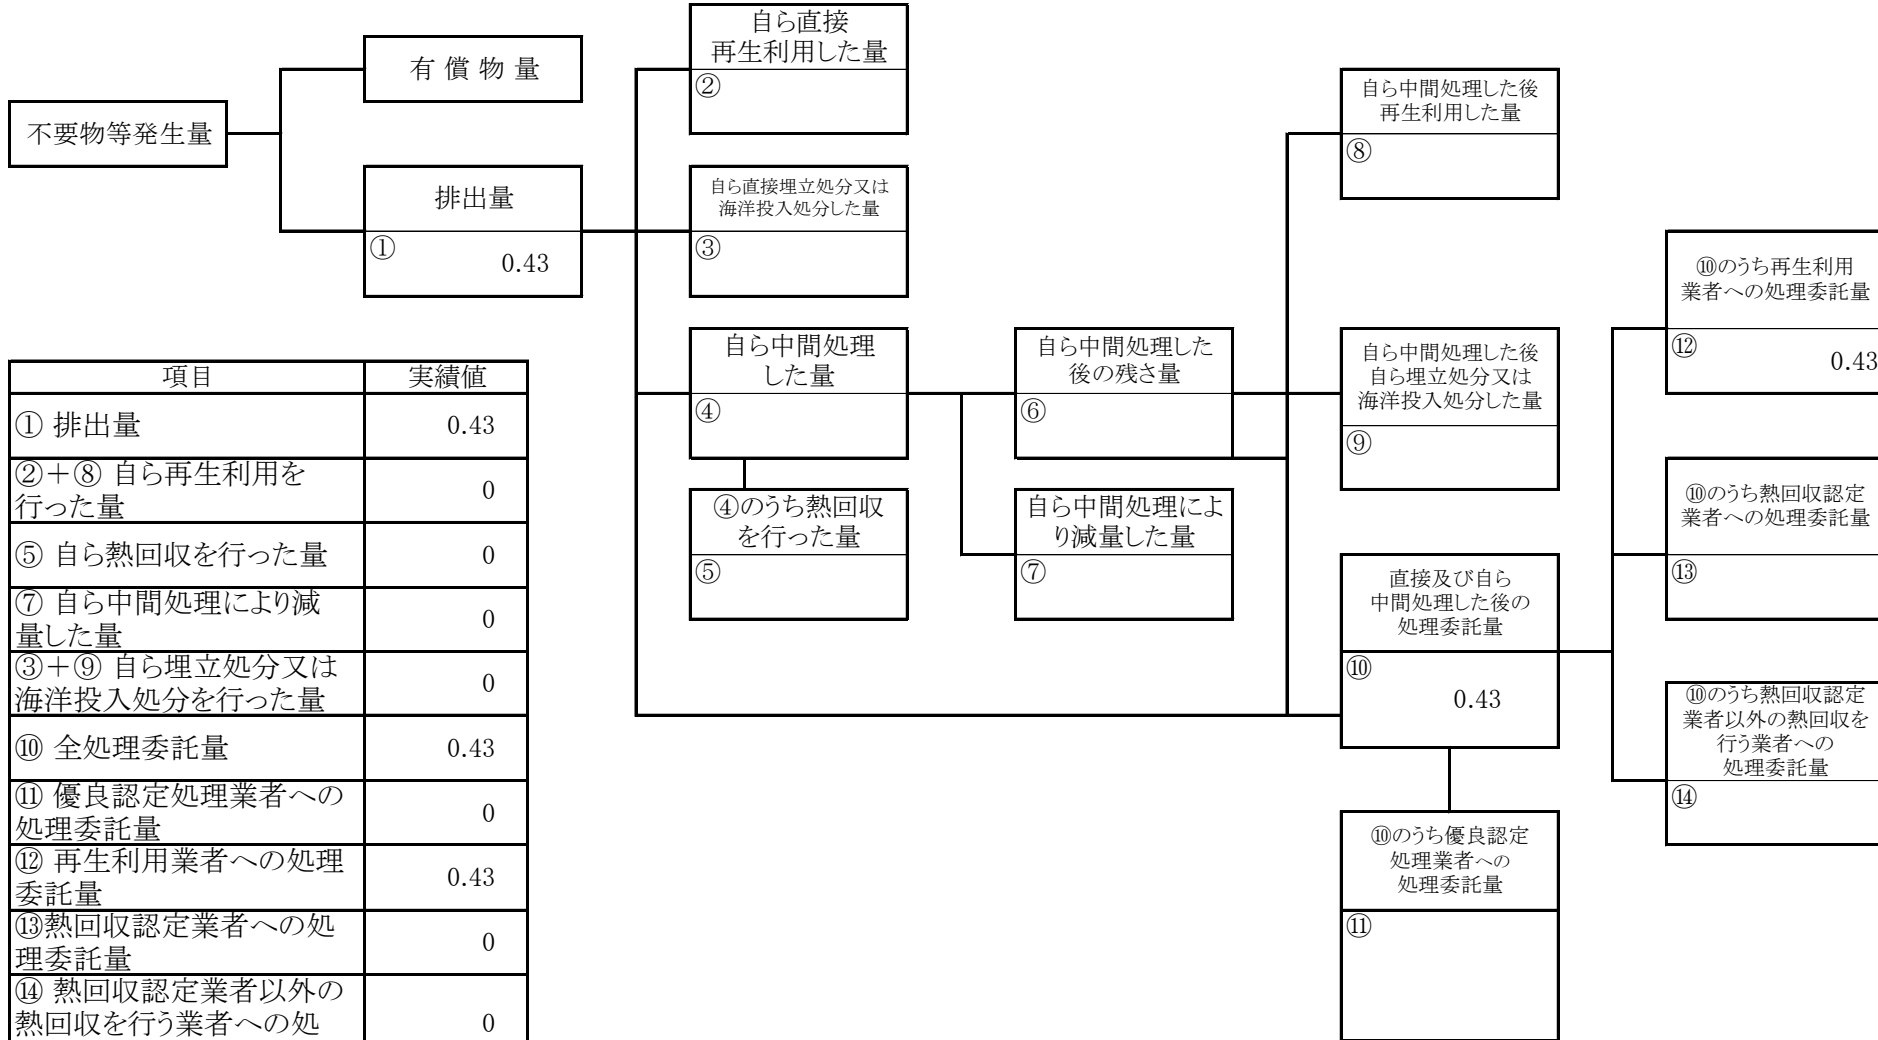 不要物等発生量
有償物量
排出量
①
0.43
自ら直接
再生利用した量
②
自ら直接埋立処分又は
海洋投入処分した量
③
自ら中間処理
した量
④
④のうち熱回収
を行った量
⑤
自ら中間処理した
後の残さ量
⑥
自ら中間処理によ
り減量した量
⑦
自ら中間処理した後
再生利用した量
⑧
自ら中間処理した後
自ら埋立処分又は
海洋投入処分した量
⑨
直接及び自ら
中間処理した後の
処理委託量
⑩
0.43
⑩のうち優良認定
処理業者への
処理委託量
⑪
⑩のうち再生利用
業者への処理委託量
⑫
0.43
⑩のうち熱回収認定
業者への処理委託量
⑬
⑩のうち熱回収認定
業者以外の熱回収を
行う業者への
処理委託量
⑭
項目 実績値
① 排出量 0.43
②+⑧ 自ら再生利用を
行った量 0
⑤ 自ら熱回収を行った量 0
⑦ 自ら中間処理により減
量した量 0
③+⑨ 自ら埋立処分又は
海洋投入処分を行った量 0
⑩ 全処理委託量 0.43
⑪ 優良認定処理業者への
処理委託量 0
⑫ 再生利用業者への処理
委託量 0.43
⑬熱回収認定業者への処
理委託量 0
⑭ 熱回収認定業者以外の
熱回収を行う業者への処 0